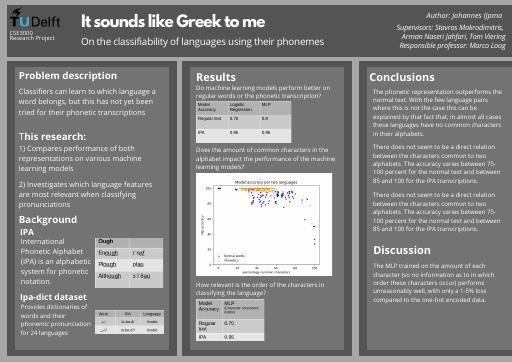 TUDelft
CSE3000
Research Project
It sounds like Greek to me
On the classifiability of languages using their phonemes
Author: Johannes IJpma
Supervisors: Stavros Makrodimitris,
Arman Naseri Jahfari, Tom Viering
Responsible professor: Marco Loog
Problem description
Classifiers can learn to which language a
word belongs, but this has not yet been
tried for their phonetic transcriptions
This research:
1) Compares performance of both
representations on various machine
learning models
2) Investigates which language features
are most relevant when classifying
pronunciations
Background
IPA
International
Phonetic Alphabet
(IPA) is an alphabetic
system for phonetic
notation.
Ough
Enough
Plough
Although
Ipa-dict dataset
Provides dictionaries of
words and their
phonemic pronunciation
for 24 languages
Word IPA Language
Arabic
Arabic
Results
Do machine learning models perform better on
regular words or the phonetic transcription?
Model Accuracy Logistic Regression MLP
Regular text 0.78 0.8
IPA 0.96 0.96
Does the amount of common characters in the
alphabet impact the performance of the machine
learning models?
Model accuracy per two languages
Normal words
Phonetics
percentage common characters
How relevant is the order of the characters in
classifying the language?
Model Accuracy MLP
Regular text 0.70
IPA 0.95
Conclusions
The phonetic representation outperforms the
normal text. With the few language pairs
where this is not the case this can be
explained by that fact that, in almost all cases
these languages have no common characters
in their alphabets.
There does not seem to be a direct relation
between the characters common to two
alphabets. The accuracy varies between 75-
100 percent for the normal text and between
85 and 100 for the IPA transcriptions.
There does not seem to be a direct relation
between the characters common to two
alphabets. The accuracy varies between 75-
100 percent for the normal text and between
85 and 100 for the IPA transcriptions.
Discussion
The MLP trained on the amount of each
character (so no information as to in which
order these characters occur) performs
unreasonably well, with only a 1-5% loss
compared to the one-hot encoded data.